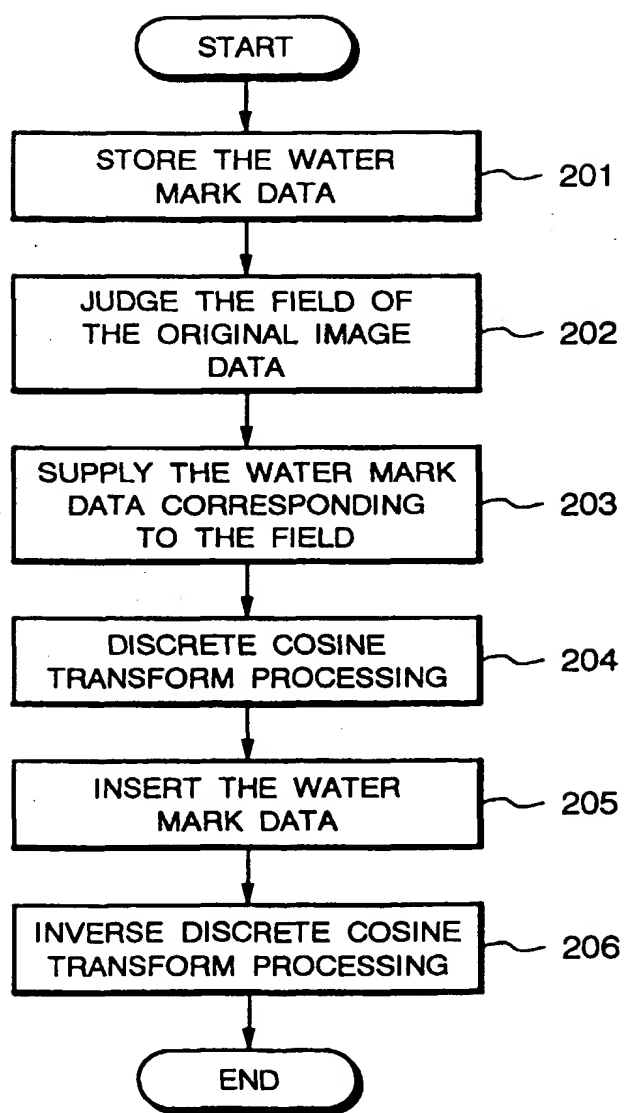 START
STORE THE WATER
MARK DATA
201
JUDGE THE FIELD OF
THE ORIGINAL IMAGE
DATA
202
SUPPLY THE WATER MARK
DATA CORRESPONDING
TO THE FIELD
203
DISCRETE COSINE
TRANSFORM PROCESSING
204
INSERT THE WATER
MARK DATA
205
INVERSE DISCRETE COSINE
TRANSFORM PROCESSING
206
END